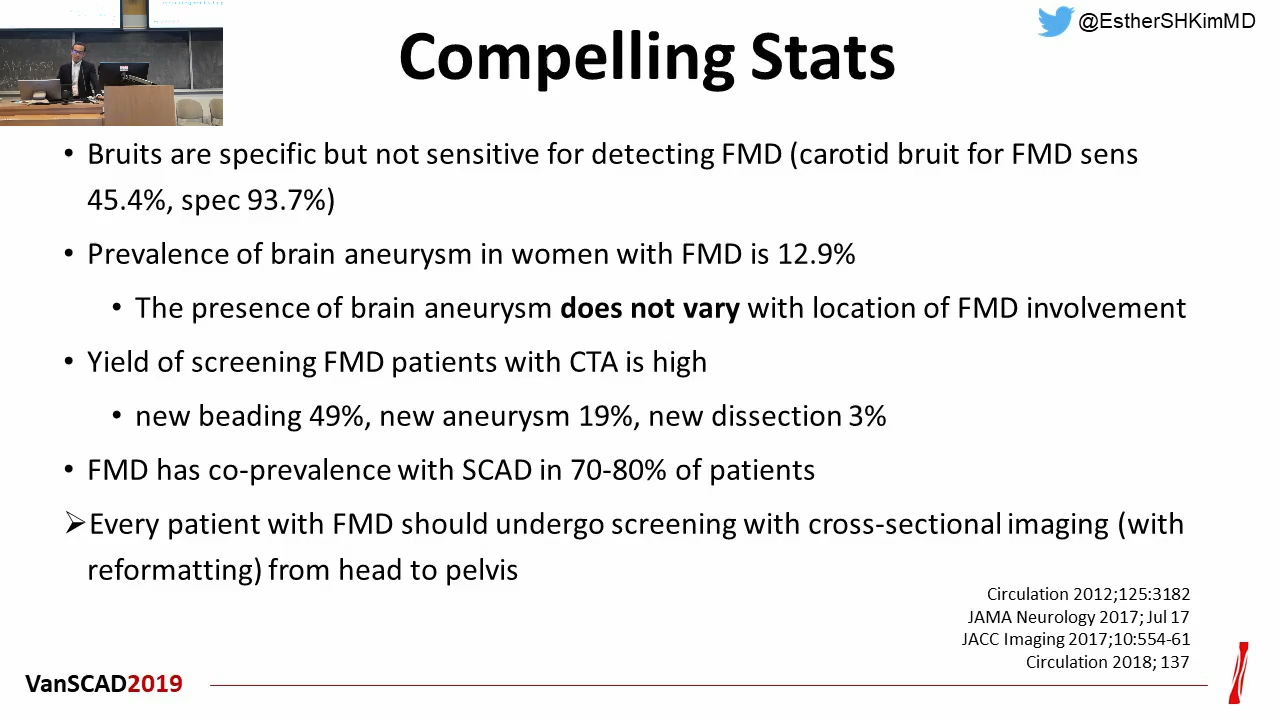 @EstherSHKimMD
Compelling Stats
• Bruits are specific but not sensitive for detecting FMD (carotid bruit for FMD sens
45.4%, spec 93.7%)
• Prevalence of brain aneurysm in women with FMD is 12.9%
• The presence of brain aneurysm does not vary with location of FMD involvement
• Yield of screening FMD patients with CTA is high
• new beading 49%, new aneurysm 19%, new dissection 3%
• FMD has co-prevalence with SCAD in 70-80% of patients
➢Every patient with FMD should undergo screening with cross-sectional imaging (with
reformatting) from head to pelvis
Circulation 2012;125:3182
JAMA Neurology 2017; Jul 17
JACC Imaging 2017;10:554-61
Circulation 2018; 137
VanSCAD2019